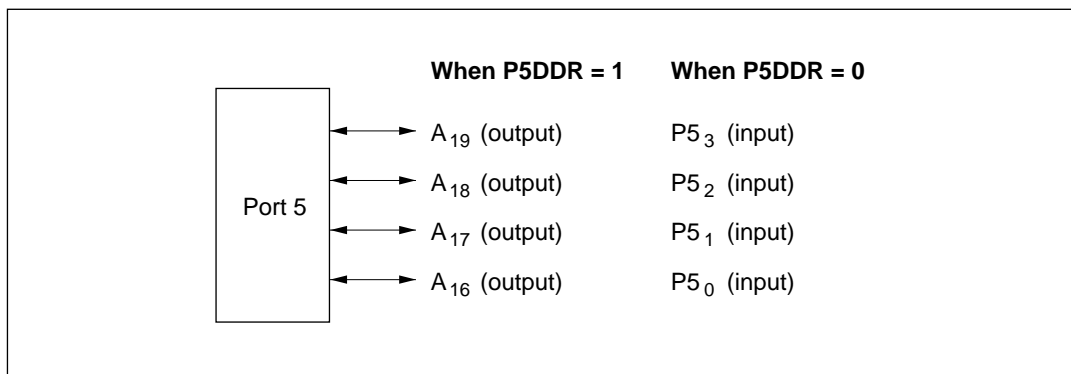 When P5DDR = 1 When P5DDR = 0
A19 (output) P53 (input)
A18 (output) P52 (input)
Port 5
A17 (output) P51 (input)
A16 (output) P50 (input)